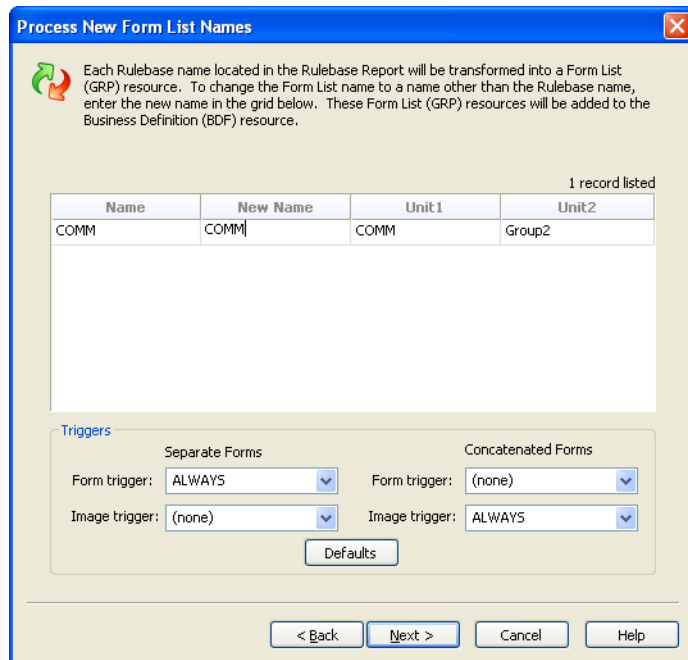 Process New Form List Names
Each Rulebase name located in the Rulebase Report will be transformed into a Form List
(GRP) resource. To change the Form List name to a name other than the Rulebase name,
enter the new name in the grid below. These Form List (GRP) resources will be added to the
Business Definition (BDF) resource.
1 record listed
Name New Name Unit1 Unit2
COMM COMM COMM Group2
Triggers
Separate Forms Concatenated Forms
Form trigger: ALWAYS Form trigger: (none)
Image trigger: (none) Image trigger: ALWAYS
Defaults
< Back Next > Cancel Help